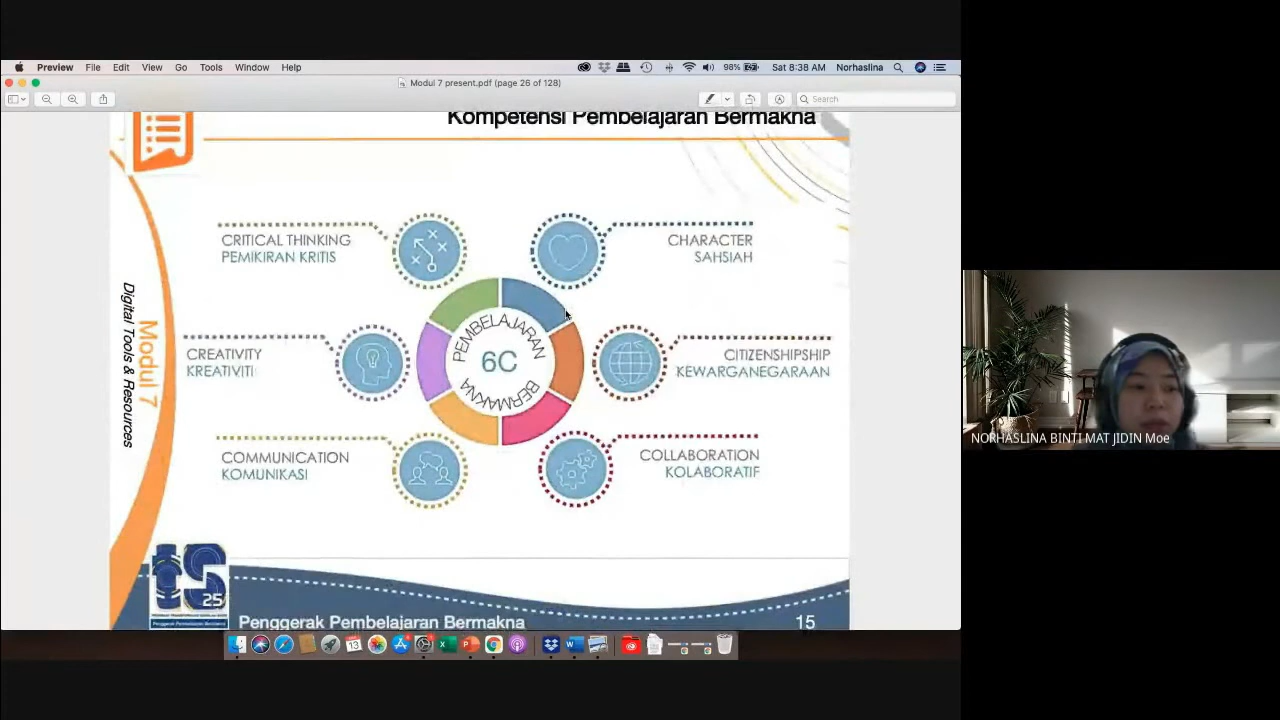 Preview File Edit View Go Tools Window Help 98% Sat 8:38 AM Norhaslina
Modul 7 present.pdf (page 26 of 128)
Search
Kompetensi Pembelajaran Bermakna
CRITICAL THINKING
PEMIKIRAN KRITIS
CHARACTER
SAHSIAH
PEMBELAJARAN
6C
BERMAKNA
CREATIVITY
KREATIVITI
CITIZENSHIPSHIP
KEWARGANEGARAAN
COMMUNICATION
KOMUNIKASI
COLLABORATION
KOLABORATIF
Modul 7
Digital Tools & Resources
25
Penggerak Pembelajaran Bermakna
15
13
NORHASLINA BINTI MAT JIDIN Moe